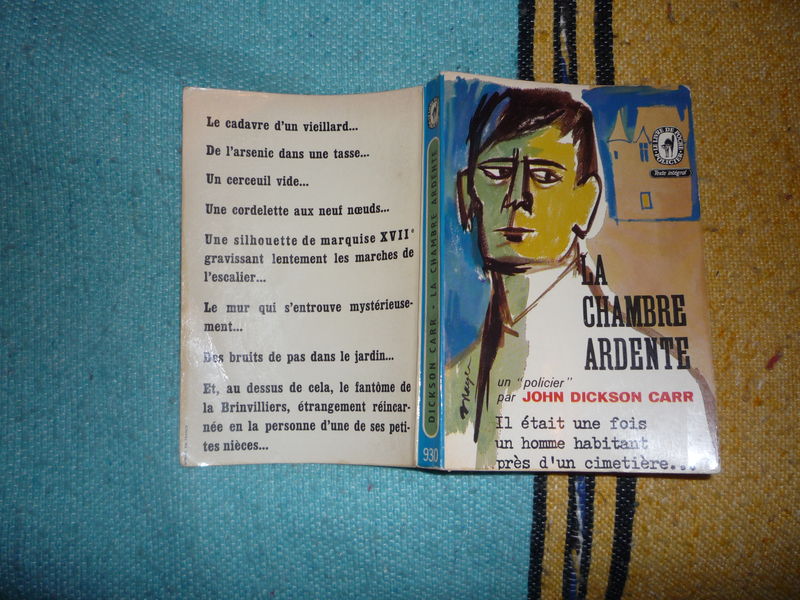 Le cadavre d'un vieillard...
De l'arsenic dans une tasse...
Un cerceuil vide...
Une cordelette aux neuf nœuds...
Une silhouette de marquise XVIIe
gravissant lentement les marches de
l'escalier...
Le mur qui s'entrouve mystérieuse-
ment...
Des bruits de pas dans le jardin...
Et, au dessus de cela, le fantôme de
la Brinvilliers, étrangement réincar-
née en la personne d'une de ses peti-
tes nièces...
DICKSON CARR - LA CHAMBRE ARDENTE
930
LE LIVRE DE POCHE
POLICIER
Texte intégral
LA
CHAMBRE
ARDENTE
un "policier"
par JOHN DICKSON CARR
Il était une fois
un homme habitant
près d'un cimetière...